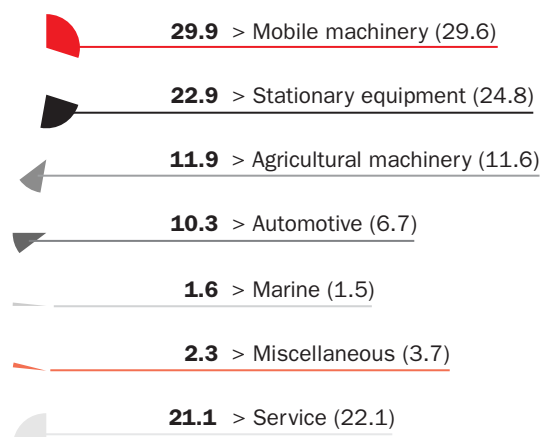 29.9 > Mobile machinery (29.6)
22.9 > Stationary equipment (24.8)
11.9 > Agricultural machinery (11.6)
10.3 > Automotive (6.7)
1.6 > Marine (1.5)
2.3 > Miscellaneous (3.7)
21.1 > Service (22.1)